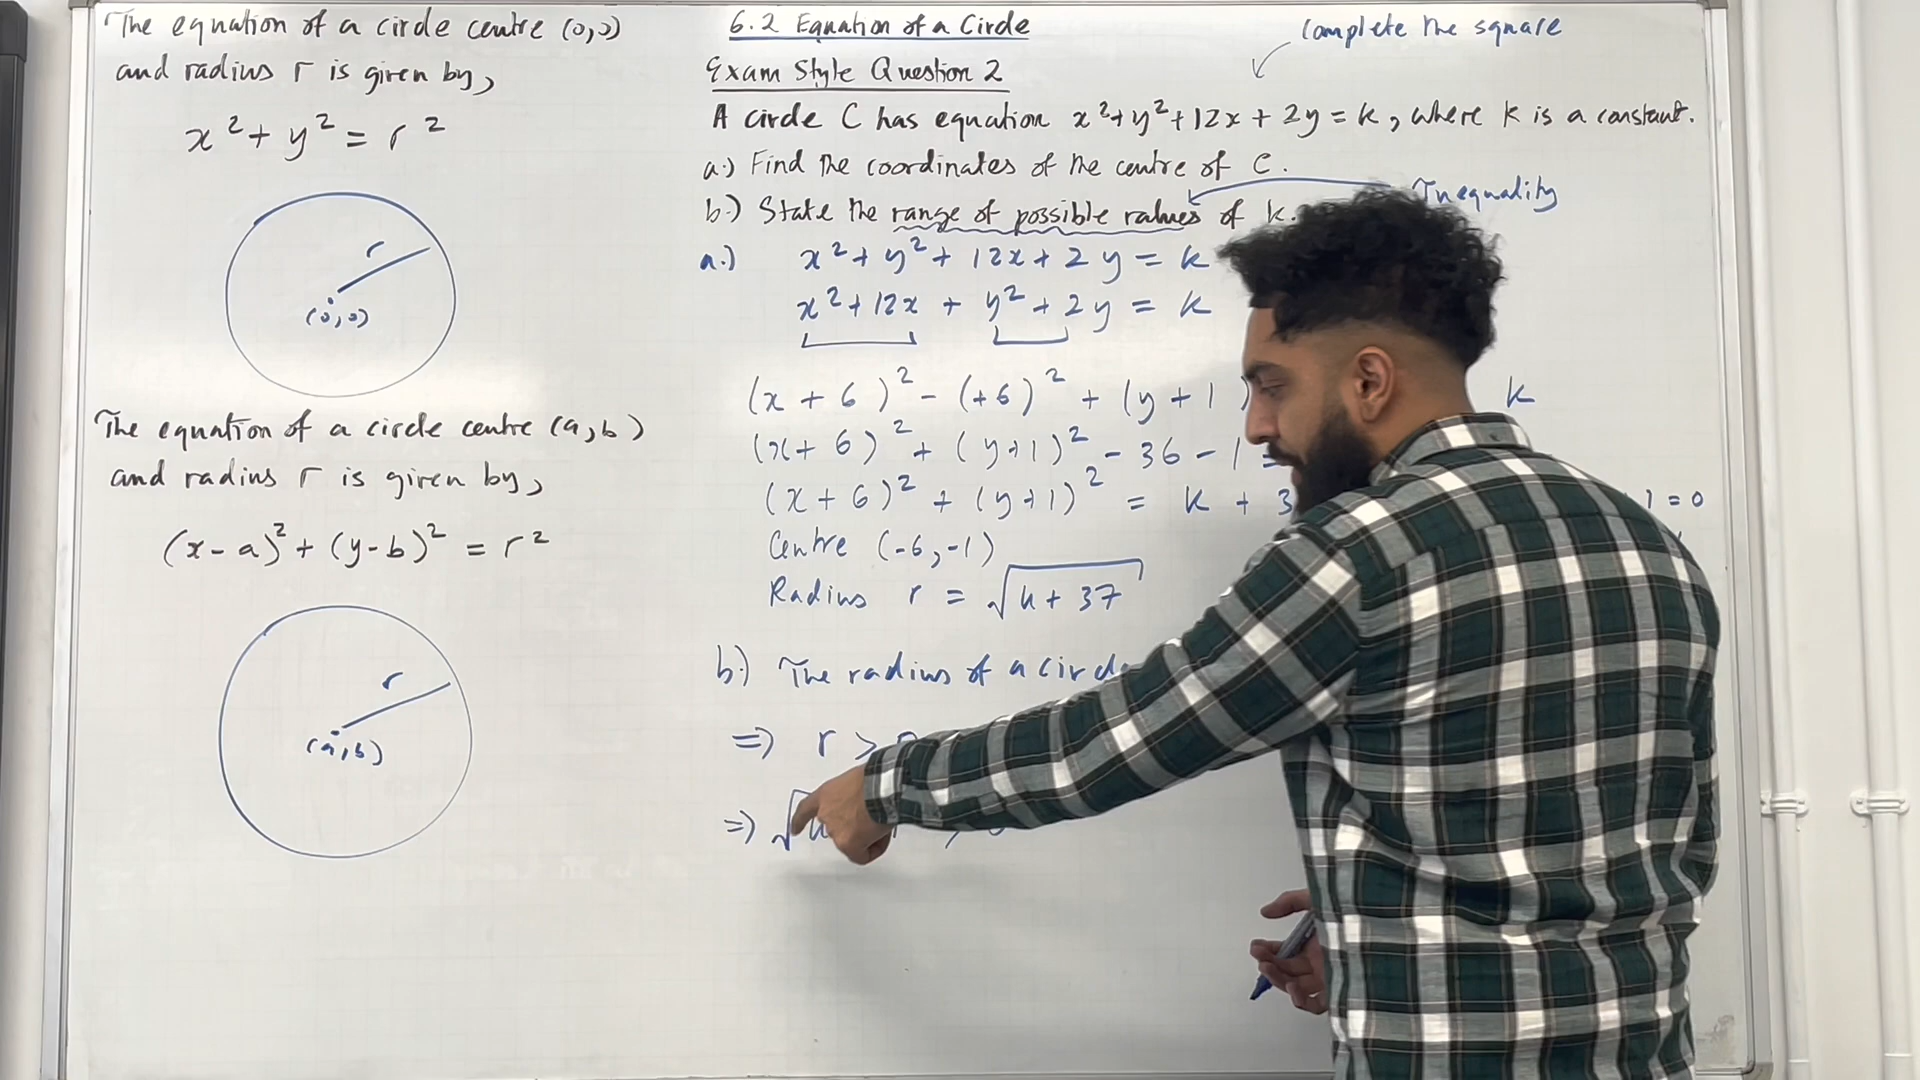 The equation of a circle centre (0,0)
and radius r is given by,
x² + y² = r²
r
(0,0)
The equation of a circle centre (a,b)
and radius r is given by,
(x-a)² + (y-b)² = r²
r
(a,b)
6.2 Equation of a Circle
complete the square
Exam Style Question 2
A circle C has equation x²+y²+12x+2y=k, where k is a constant.
a.) Find the coordinates of the centre of C.
Inequality
b.) State the range of possible values of k.
a.) x²+y²+12x+2y=k
x²+12x + y²+2y = k
(x+6)² - (+6)² + (y+1) k
(x+6)² + (y+1)² - 36 - 1 =
(x+6)² + (y+1)² = k + 3 1=0
Centre (-6,-1)
Radius r = √k+37
b.) The radius of a circle
⇒ r >
⇒ √k > 0